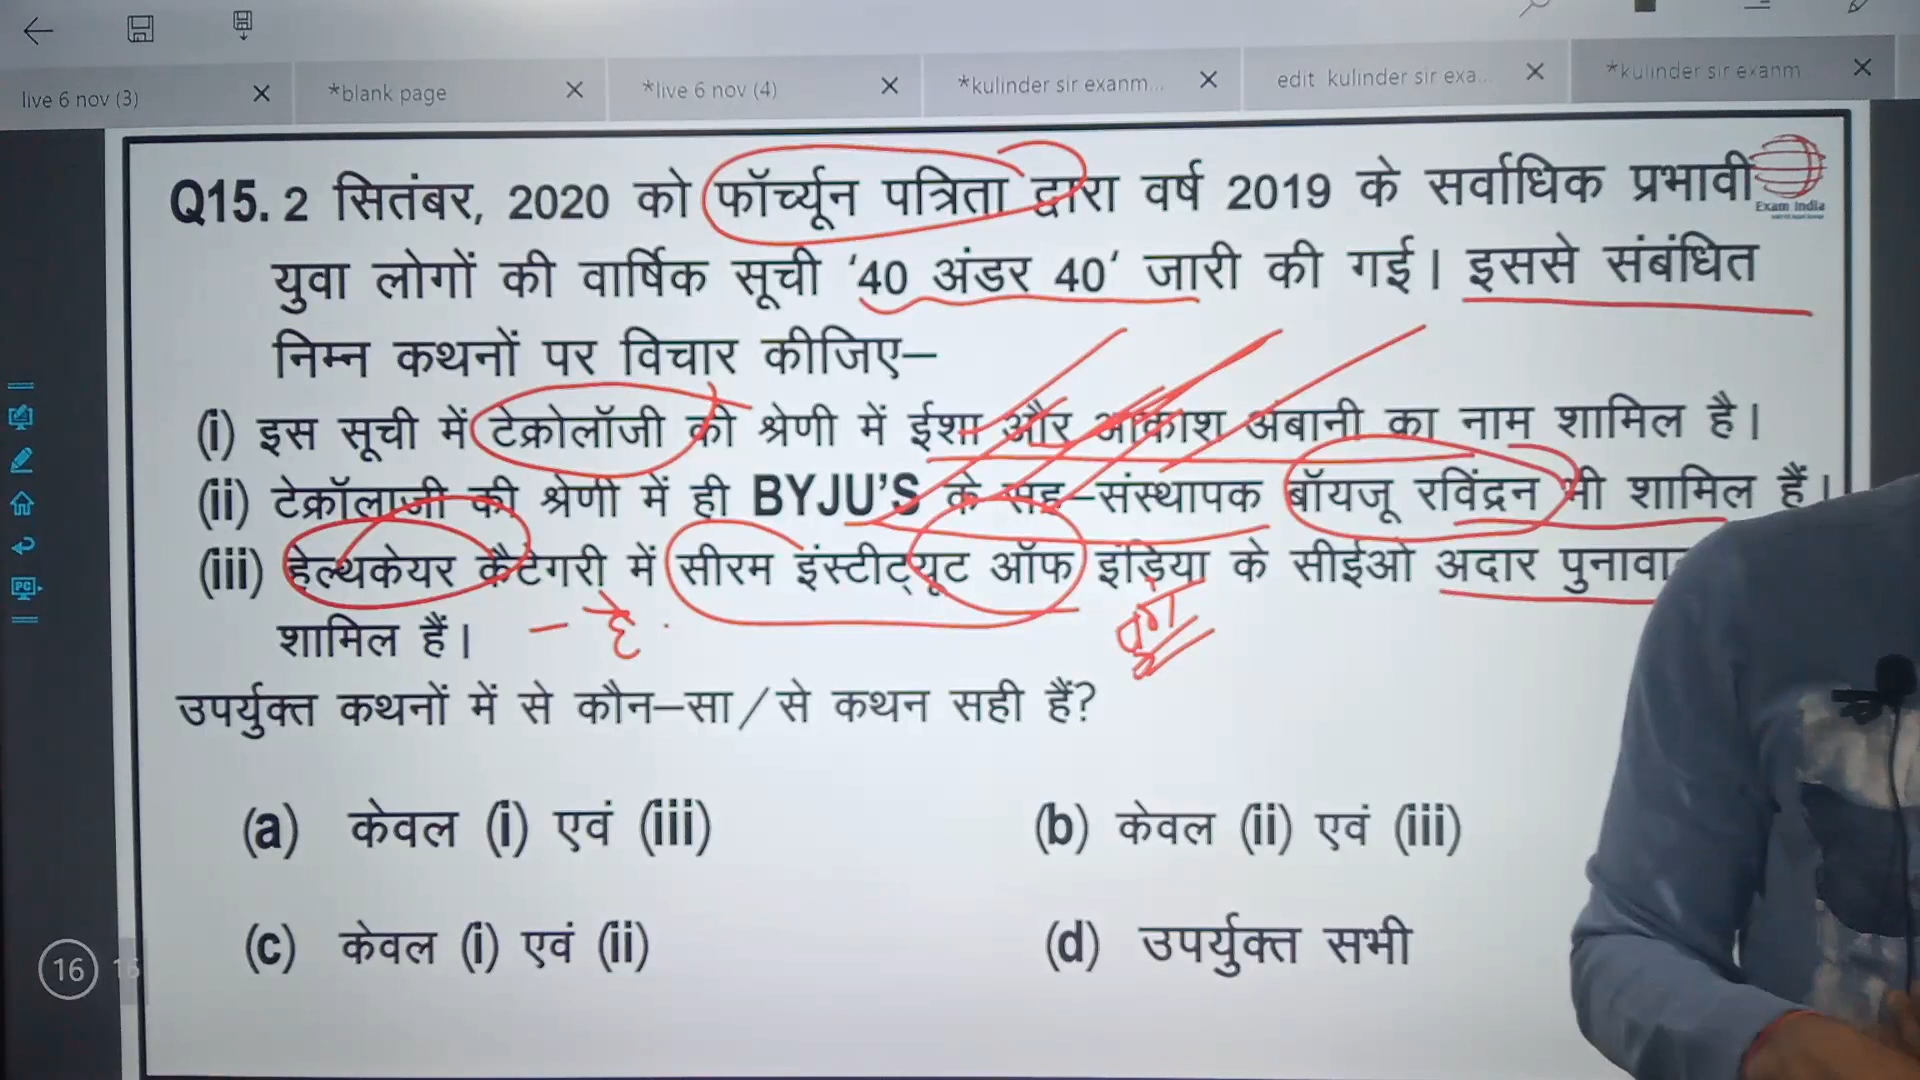 live 6 nov (3)
*blank page
*live 6 nov (4)
*kulinder sir exanm...
edit kulinder sir exa...
*kulinder sir exanm
Q15. 2 सितंबर, 2020 को फॉर्च्यून पत्रिता द्वारा वर्ष 2019 के सर्वाधिक प्रभावी
Exam India
युवा लोगों की वार्षिक सूची ‘40 अंडर 40‘ जारी की गई। इससे संबंधित
निम्न कथनों पर विचार कीजिए–
(i) इस सूची में टेक्रोलॉजी की श्रेणी में ईशा और आकाश अंबानी का नाम शामिल है।
(ii) टेक्रॉलाजी की श्रेणी में ही BYJU’S के सह–संस्थापक बॉयजू रविंद्रन भी शामिल हैं।
(iii) हेल्थकेयर कैटेगरी में सीरम इंस्टीट्यूट ऑफ इंडिया के सीईओ अदार
शामिल हैं।
उपर्युक्त कथनों में से कौन–सा/से कथन सही हैं?
(a) केवल (i) एवं (iii)
(b) केवल (ii) एवं (iii)
(c) केवल (i) एवं (ii)
(d) उपर्युक्त सभी
16